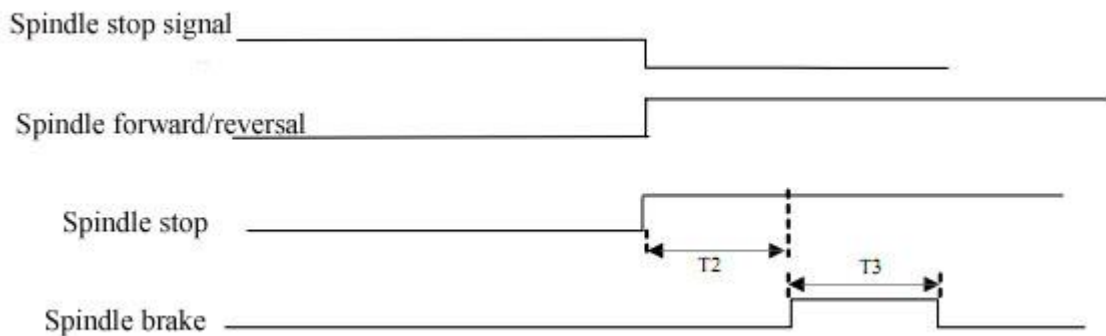 Spindle stop signal
Spindle forward/reversal
Spindle stop
T2
T3
Spindle brake